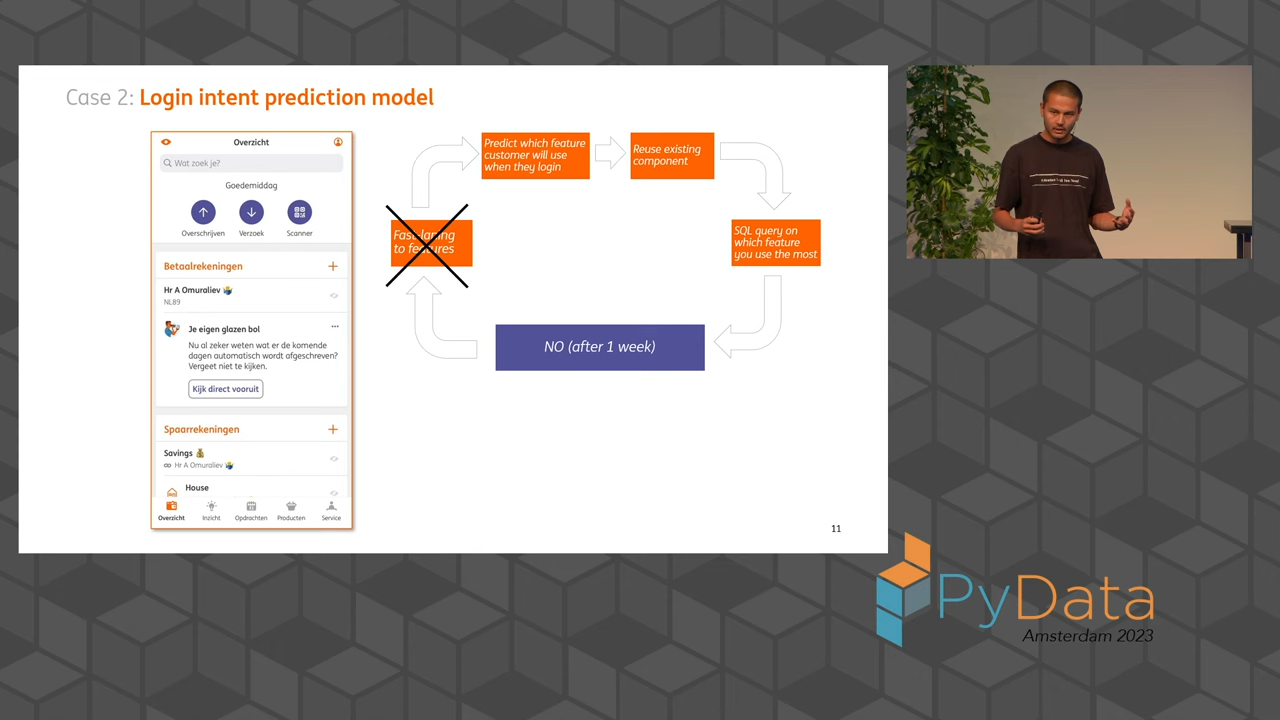 Case 2: Login intent prediction model
Overzicht
Wat zoek je?
Goedemiddag
Overschrijven
Verzoek
Scanner
Betaalrekeningen
Hr A Omuraliev
NL89
Je eigen glazen bol
Nu al zeker weten wat er de komende
dagen automatisch wordt afgeschreven?
Vergeet niet te kijken.
Kijk direct vooruit
Spaarrekeningen
Savings
Hr A Omuraliev
House
Overzicht
Inzicht
Opdrachten
Producten
Service
Fast-laning
to features
Predict which feature
customer will use
when they login
Reuse existing
component
SQL query on
which feature
you use the most
NO (after 1 week)
11
PyData
Amsterdam 2023